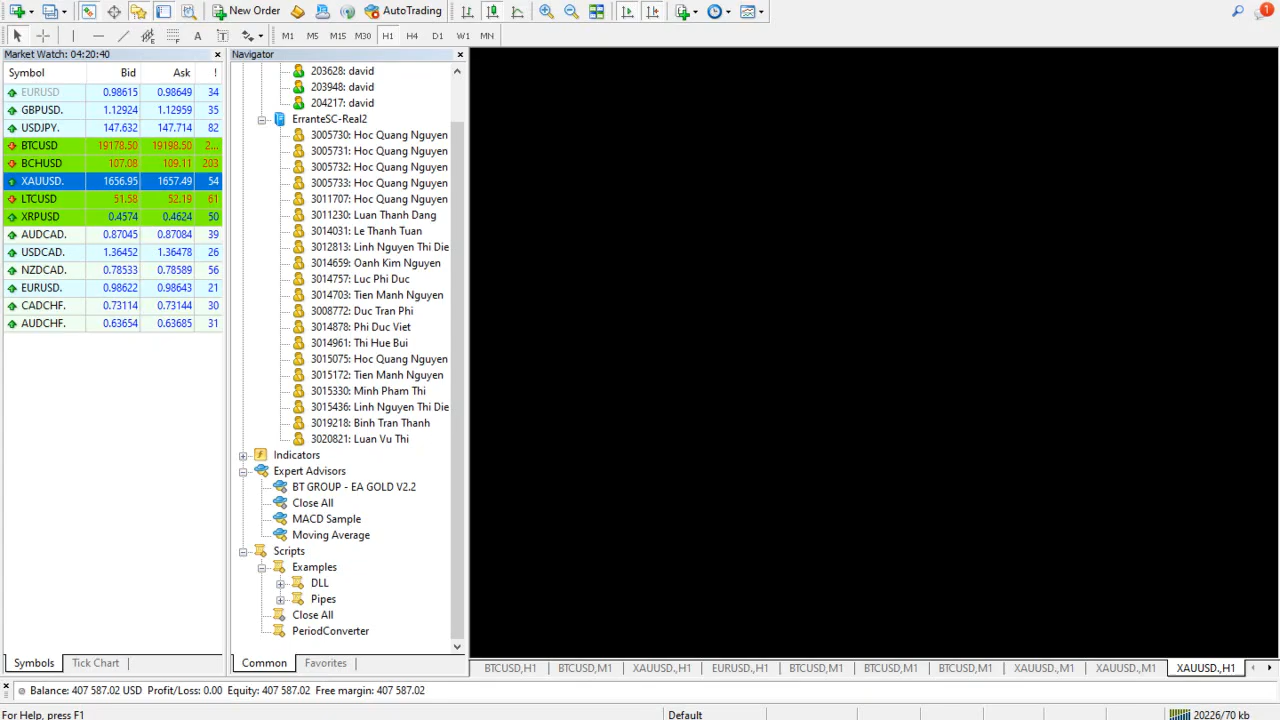 New Order AutoTrading 1
A T M1 M5 M15 M30 H1 H4 D1 W1 MN
Market Watch: 04:20:40
Symbol Bid Ask !
EURUSD 0.98615 0.98649 34
GBPUSD. 1.12924 1.12959 35
USDJPY. 147.632 147.714 82
BTCUSD 19178.50 19198.50 2...
BCHUSD 107.08 109.11 203
XAUUSD. 1656.95 1657.49 54
LTCUSD 51.58 52.19 61
XRPUSD 0.4574 0.4624 50
AUDCAD. 0.87045 0.87084 39
USDCAD. 1.36452 1.36478 26
NZDCAD. 0.78533 0.78589 56
EURUSD. 0.98622 0.98643 21
CADCHF. 0.73114 0.73144 30
AUDCHF. 0.63654 0.63685 31
Symbols Tick Chart
Navigator
203628: david
203948: david
204217: david
ErranteSC-Real2
3005730: Hoc Quang Nguyen
3005731: Hoc Quang Nguyen
3005732: Hoc Quang Nguyen
3005733: Hoc Quang Nguyen
3011707: Hoc Quang Nguyen
3011230: Luan Thanh Dang
3014031: Le Thanh Tuan
3012813: Linh Nguyen Thi Die
3014659: Oanh Kim Nguyen
3014757: Luc Phi Duc
3014703: Tien Manh Nguyen
3008772: Duc Tran Phi
3014878: Phi Duc Viet
3014961: Thi Hue Bui
3015075: Hoc Quang Nguyen
3015172: Tien Manh Nguyen
3015330: Minh Pham Thi
3015436: Linh Nguyen Thi Die
3019218: Binh Tran Thanh
3020821: Luan Vu Thi
Indicators
Expert Advisors
BT GROUP - EA GOLD V2.2
Close All
MACD Sample
Moving Average
Scripts
Examples
DLL
Pipes
Close All
PeriodConverter
Common Favorites
BTCUSD,H1 BTCUSD,M1 XAUUSD.,H1 EURUSD.,H1 BTCUSD,M1 BTCUSD,M1 BTCUSD,M1 XAUUSD.,M1 XAUUSD.,M1 XAUUSD.,H1
Balance: 407 587.02 USD Profit/Loss: 0.00 Equity: 407 587.02 Free margin: 407 587.02
For Help, press F1 Default 20226/70 kb